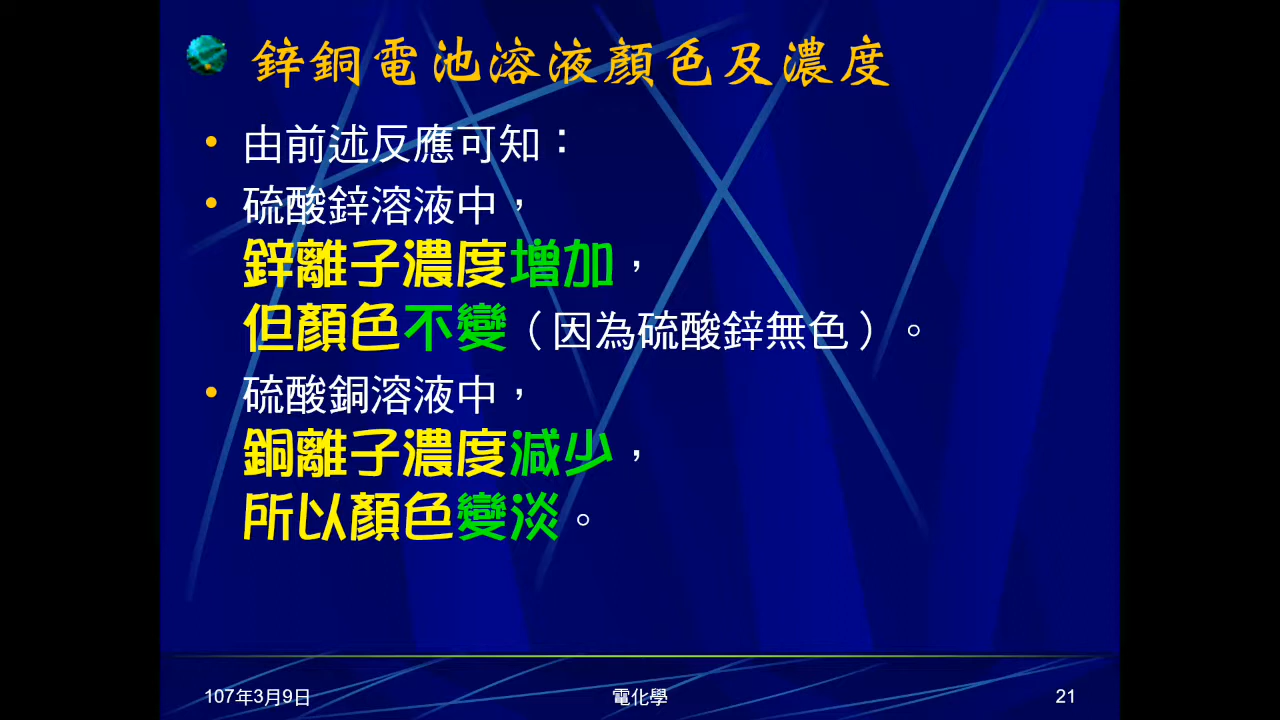 鋅銅電池溶液顏色及濃度
• 由前述反應可知：
• 硫酸鋅溶液中，
鋅離子濃度增加，
但顏色不變（因為硫酸鋅無色）。
• 硫酸銅溶液中，
銅離子濃度減少，
所以顏色變淡。
107年3月9日
電化學
21